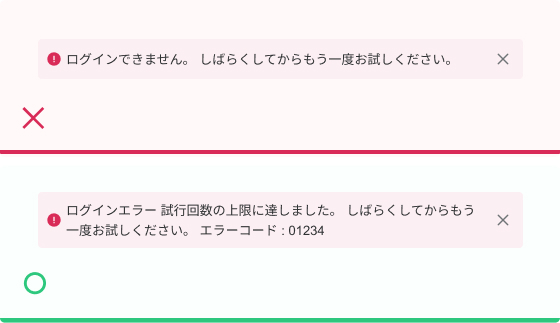 ログインできません。 しばらくしてからもう一度お試しください。
ログインエラー 試行回数の上限に達しました。 しばらくしてからもう
一度お試しください。 エラーコード : 01234